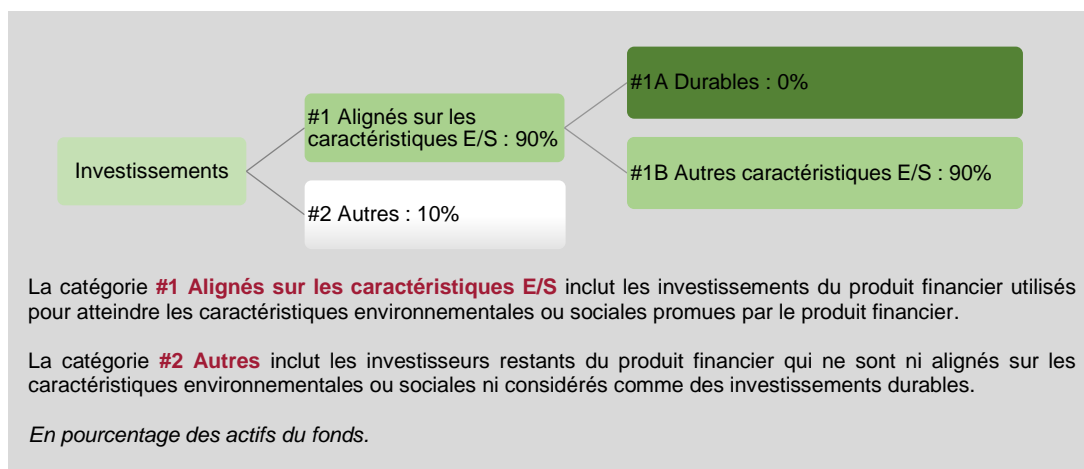 #1A Durables : 0%
#1 Alignés sur les
caractéristiques E/S : 90%
Investissements
#1B Autres caractéristiques E/S : 90%
#2 Autres : 10%
La catégorie #1 Alignés sur les caractéristiques E/S inclut les investissements du produit financier utilisés
pour atteindre les caractéristiques environnementales ou sociales promues par le produit financier.
La catégorie #2 Autres inclut les investisseurs restants du produit financier qui ne sont ni alignés sur les
caractéristiques environnementales ou sociales ni considérés comme des investissements durables.
En pourcentage des actifs du fonds.